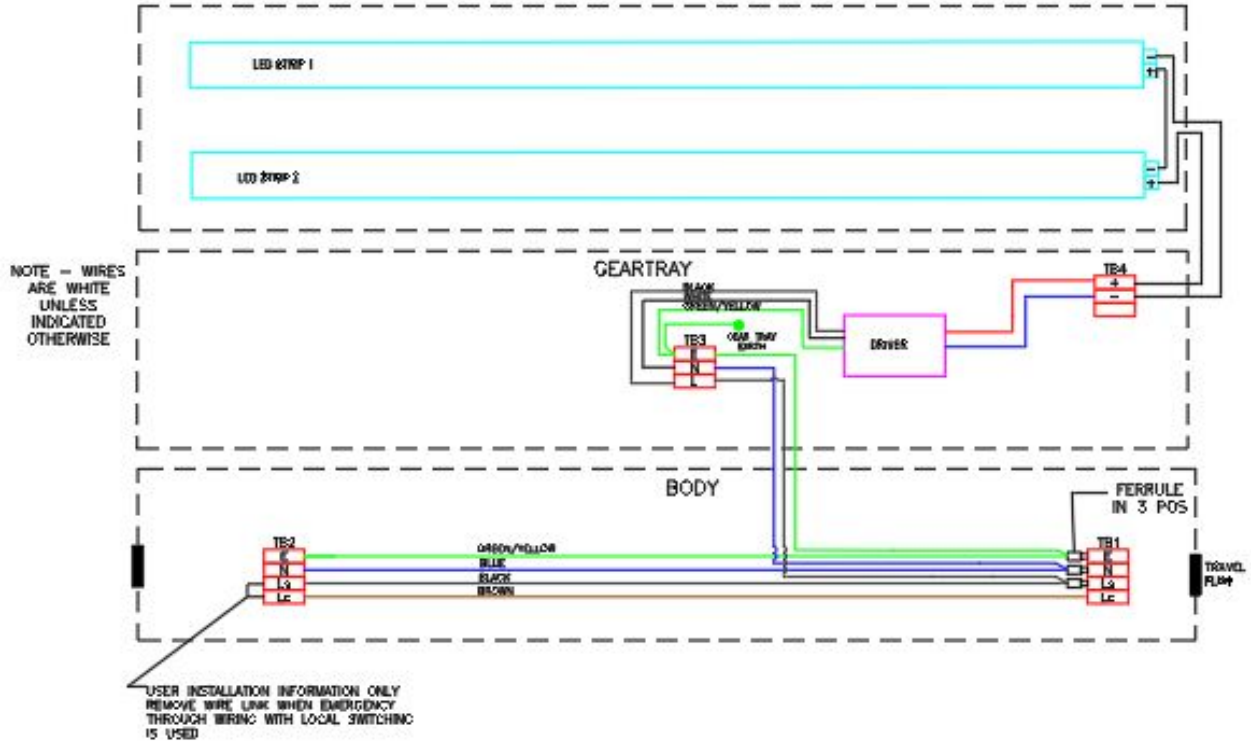 LED STRIP 1
-
+
LED STRIP 2
-
+
NOTE - WIRES
ARE WHITE
UNLESS
INDICATED
OTHERWISE
GEARTRAY
BLACK
GREEN/YELLOW
GEAR TRAY
EARTH
TB3
E
N
L
DRIVER
TB4
+
-
BODY
FERRULE
IN 3 POS
TB2
E
N
Ls
Lc
GREEN/YELLOW
BLUE
BLACK
BROWN
TB1
E
N
Ls
Lc
TRAVEL
USER INSTALLATION INFORMATION ONLY
REMOVE WIRE LINK WHEN EMERGENCY
THROUGH WIRING WITH LOCAL SWITCHING
IS USED